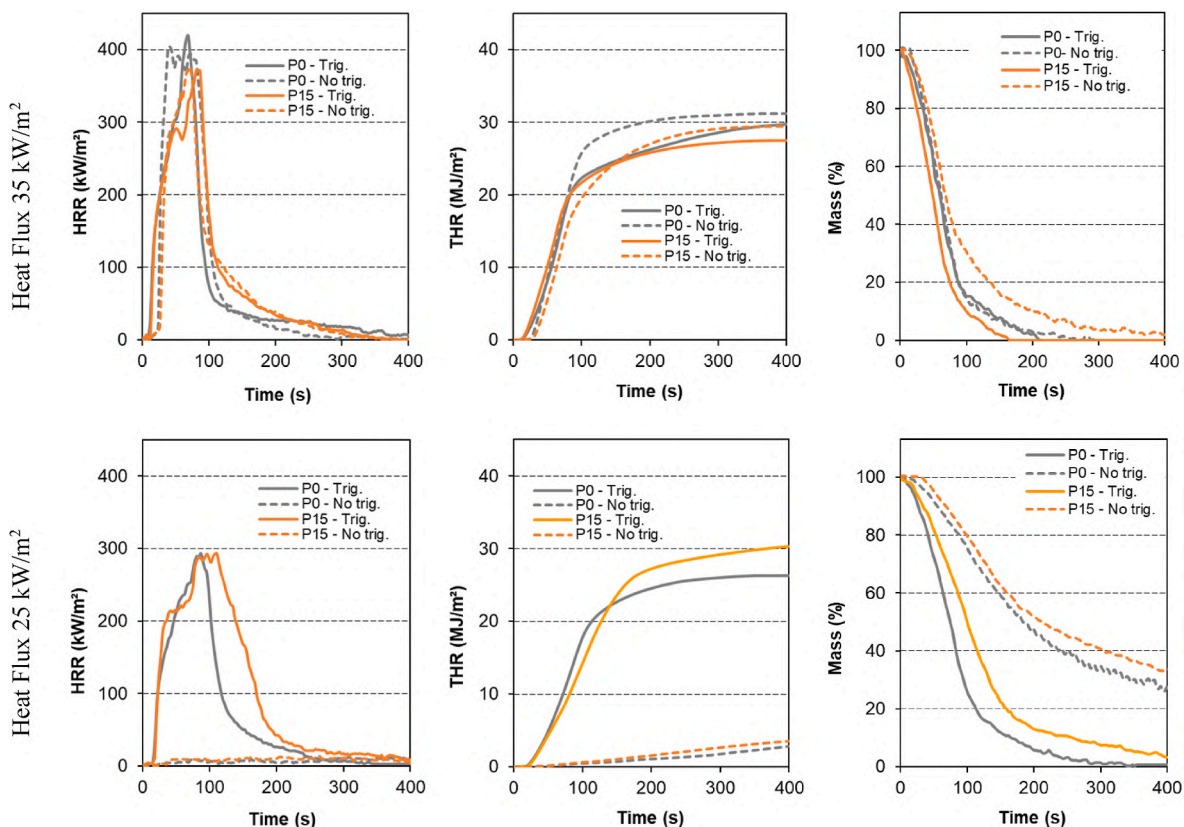 Heat Flux 35 kW/m²
HRR (kW/m²)
400
300
200
100
0
P0 - Trig.
P0 - No trig.
P15 - Trig.
P15 - No trig.
0 100 200 300 400
Time (s)
THR (MJ/m²)
40
30
20
10
0
P0 - Trig.
P0 - No trig.
P15 - Trig.
P15 - No trig.
0 100 200 300 400
Time (s)
Mass (%)
100
80
60
40
20
0
P0 - Trig.
P0- No trig.
P15 - Trig.
P15 - No trig.
0 100 200 300 400
Time (s)
Heat Flux 25 kW/m²
HRR (kW/m²)
400
300
200
100
0
P0 - Trig.
P0 - No trig.
P15 - Trig.
P15 - No trig.
0 100 200 300 400
Time (s)
THR (MJ/m²)
40
30
20
10
0
P0 - Trig.
P0 - No trig.
P15 - Trig.
P15 - No trig.
0 100 200 300 400
Time (s)
Mass (%)
100
80
60
40
20
0
P0 - Trig.
P0 - No trig.
P15 - Trig.
P15 - No trig.
0 100 200 300 400
Time (s)